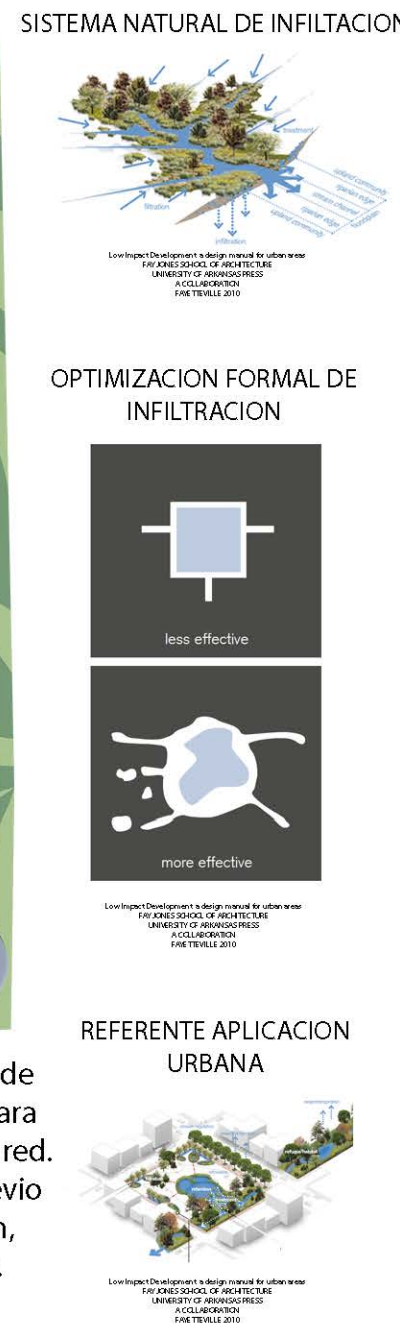 SISTEMA NATURAL DE INFILTACION
treatment
filtration
infiltration
upland community
riparian edge
stream channel
riparian edge
upland community
floodplain
Low Impact Development a design manual for urban areas
FAY JONES SCHOOL OF ARCHITECTURE
UNIVERSITY OF ARKANSAS PRESS
A COLLABORATION
FAYETTEVILLE 2010
OPTIMIZACION FORMAL DE
INFILTRACION
less effective
more effective
Low Impact Development a design manual for urban areas
FAY JONES SCHOOL OF ARCHITECTURE
UNIVERSITY OF ARKANSAS PRESS
A COLLABORATION
FAYETTEVILLE 2010
REFERENTE APLICACION
URBANA
de
ara
red.
evio
n,
.
Low Impact Development a design manual for urban areas
FAY JONES SCHOOL OF ARCHITECTURE
UNIVERSITY OF ARKANSAS PRESS
A COLLABORATION
FAYETTEVILLE 2010